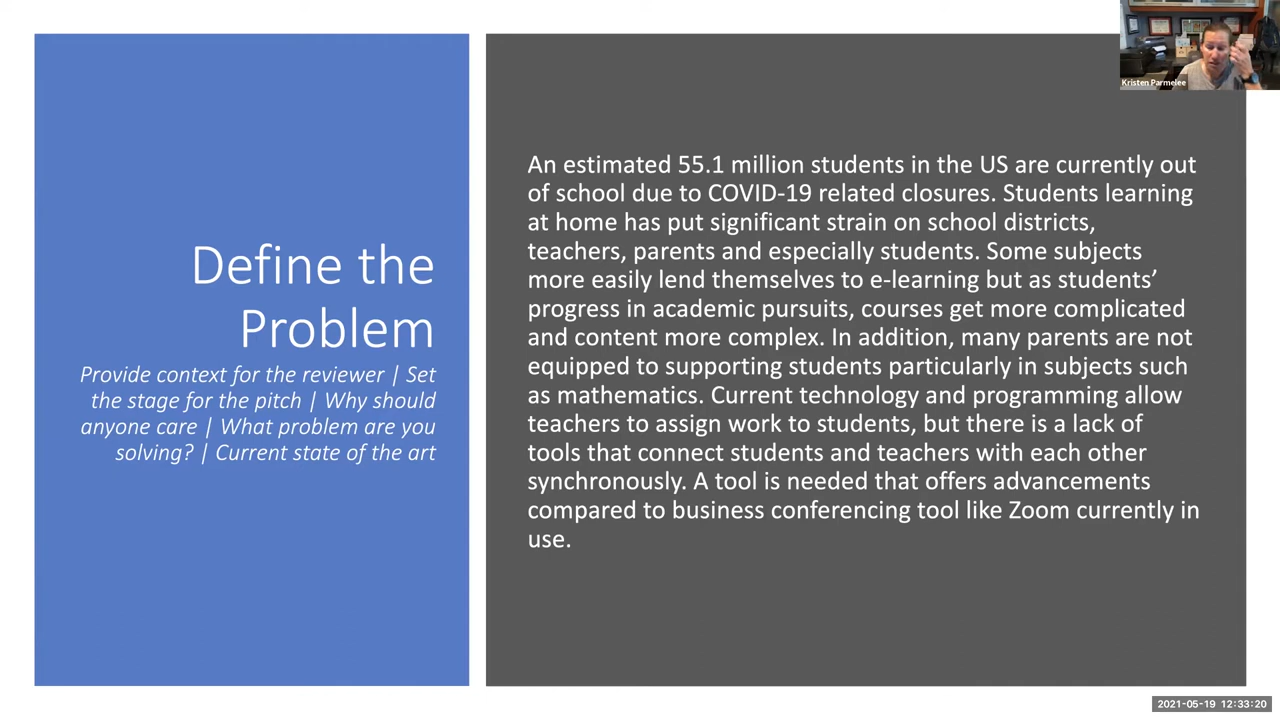 Define the
Problem
Provide context for the reviewer | Set
the stage for the pitch | Why should
anyone care | What problem are you
solving? | Current state of the art
An estimated 55.1 million students in the US are currently out
of school due to COVID-19 related closures. Students learning
at home has put significant strain on school districts,
teachers, parents and especially students. Some subjects
more easily lend themselves to e-learning but as students’
progress in academic pursuits, courses get more complicated
and content more complex. In addition, many parents are not
equipped to supporting students particularly in subjects such
as mathematics. Current technology and programming allow
teachers to assign work to students, but there is a lack of
tools that connect students and teachers with each other
synchronously. A tool is needed that offers advancements
compared to business conferencing tool like Zoom currently in
use.
Kristen Parmelee
2021-05-19 12:33:20